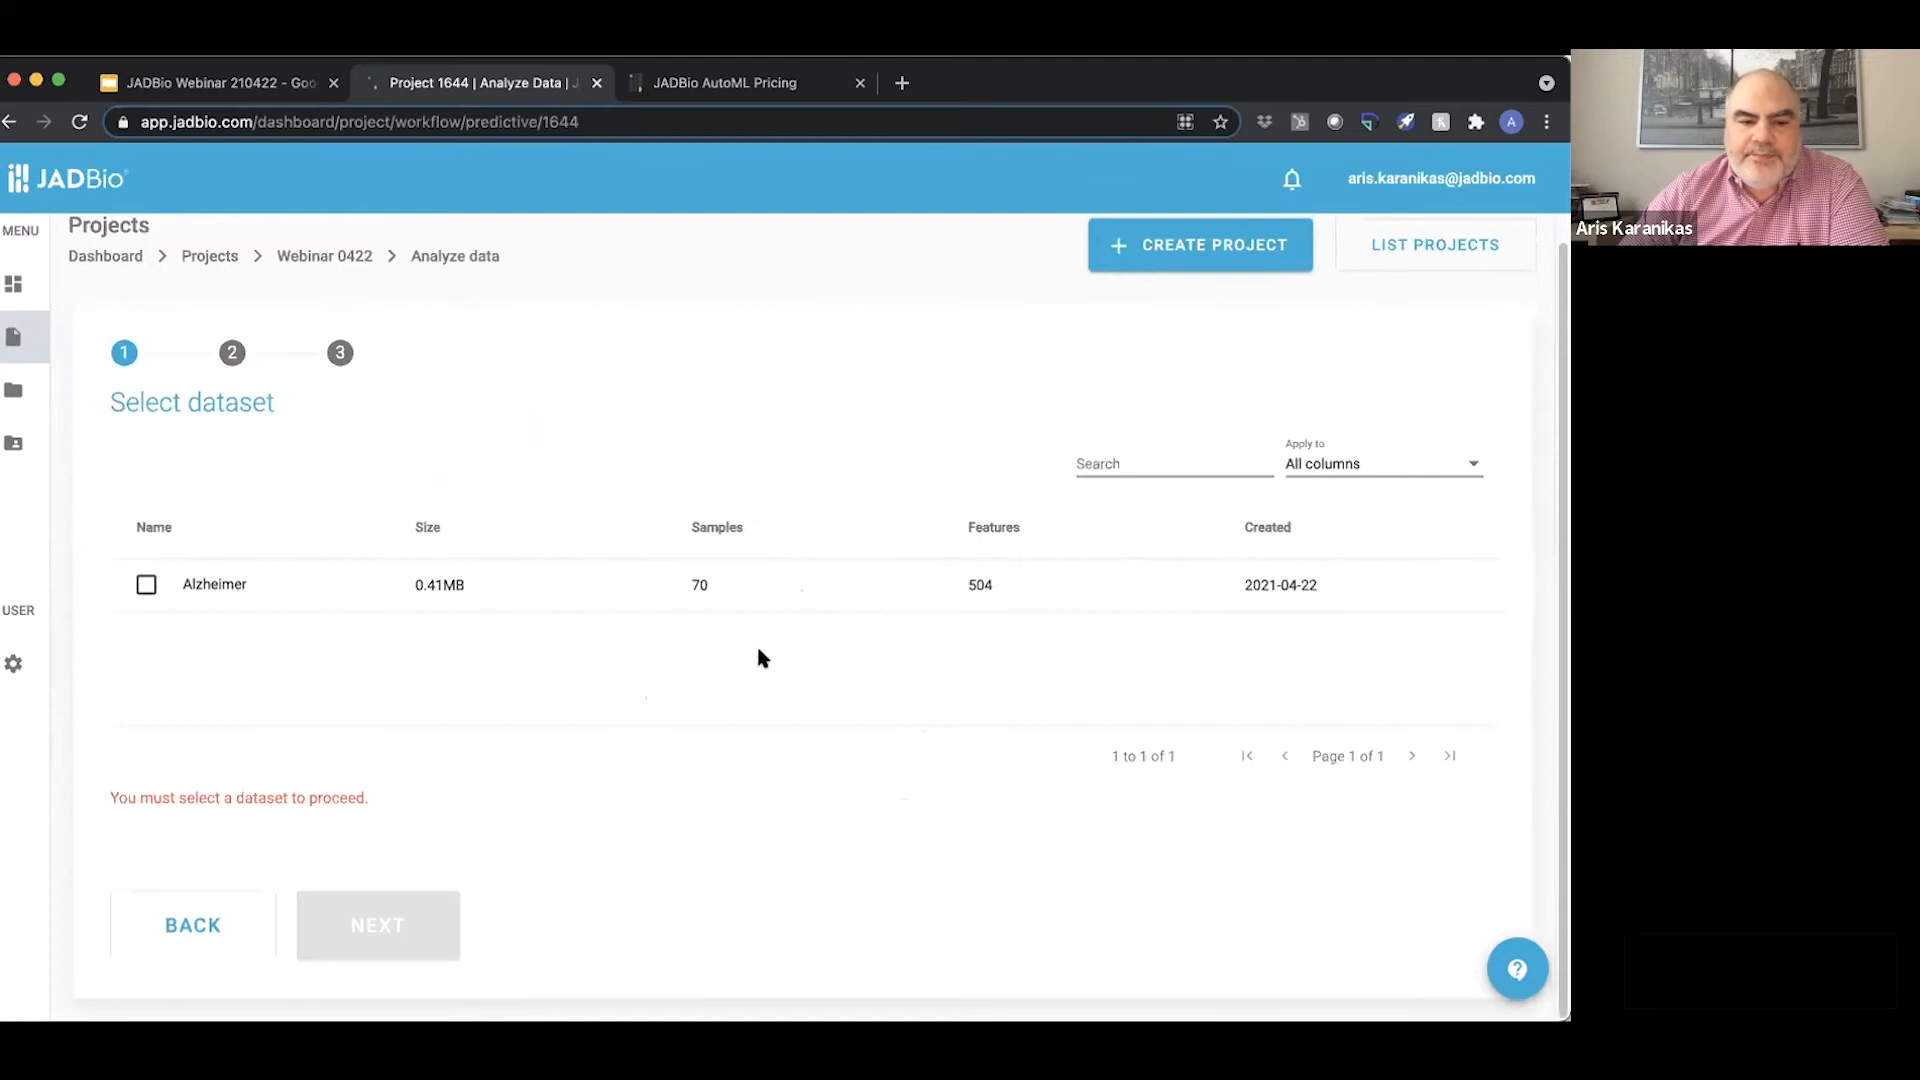 JADBio Webinar 210422 - Goo
Project 1644 | Analyze Data | J
JADBio AutoML Pricing
app.jadbio.com/dashboard/project/workflow/predictive/1644
A
JADBio
aris.karanikas@jadbio.com
Aris Karanikas
MENU
Projects
Dashboard > Projects > Webinar 0422 > Analyze data
+ CREATE PROJECT
LIST PROJECTS
1 2 3
Select dataset
Search
Apply to
All columns
Name Size Samples Features Created
Alzheimer 0.41MB 70 504 2021-04-22
USER
1 to 1 of 1
Page 1 of 1
You must select a dataset to proceed.
BACK
NEXT